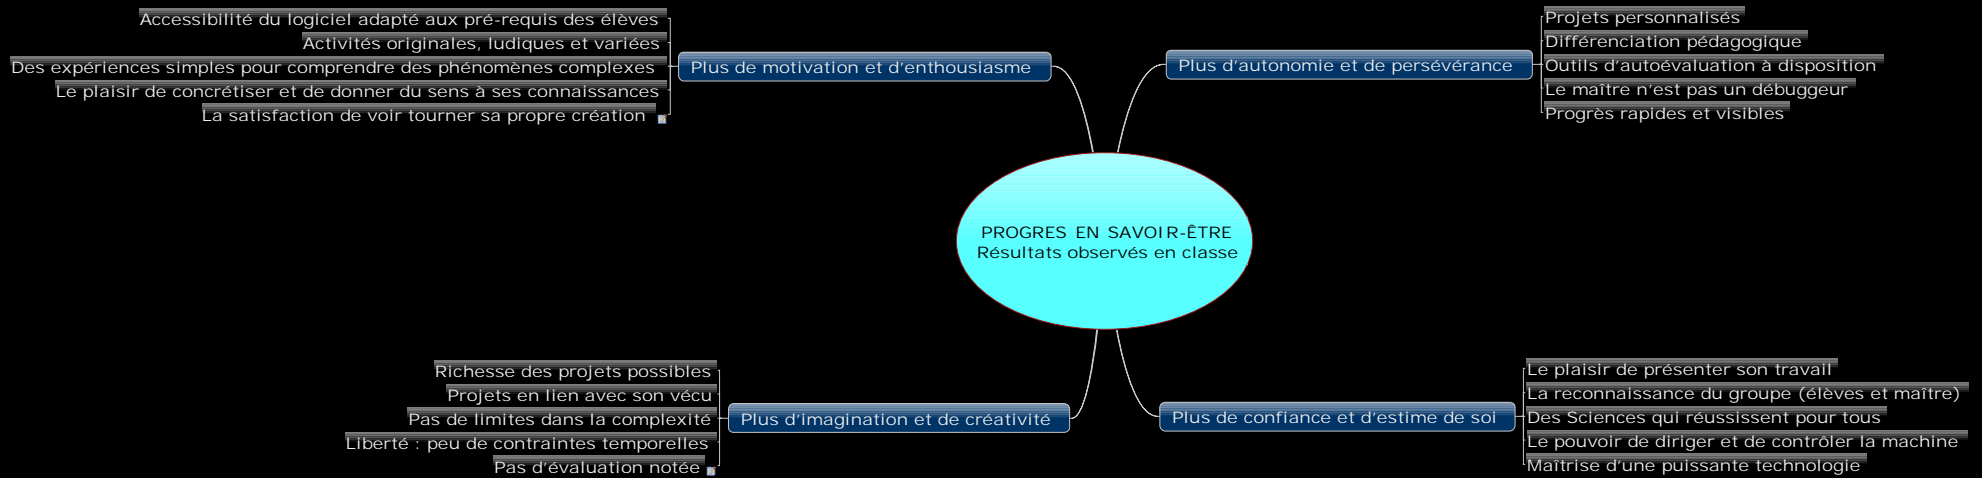 PROGRES EN SAVOIR-ÊTRE
Résultats observés en classe
Plus de motivation et d'enthousiasme
Accessibilité du logiciel adapté aux pré-requis des élèves
Activités originales, ludiques et variées
Des expériences simples pour comprendre des phénomènes complexes
Le plaisir de concrétiser et de donner du sens à ses connaissances
La satisfaction de voir tourner sa propre création
Plus d'autonomie et de persévérance
Projets personnalisés
Différenciation pédagogique
Outils d'autoévaluation à disposition
Le maître n'est pas un débuggeur
Progrès rapides et visibles
Plus d'imagination et de créativité
Richesse des projets possibles
Projets en lien avec son vécu
Pas de limites dans la complexité
Liberté : peu de contraintes temporelles
Pas d'évaluation notée
Plus de confiance et d'estime de soi
Le plaisir de présenter son travail
La reconnaissance du groupe (élèves et maître)
Des Sciences qui réussissent pour tous
Le pouvoir de diriger et de contrôler la machine
Maîtrise d'une puissante technologie